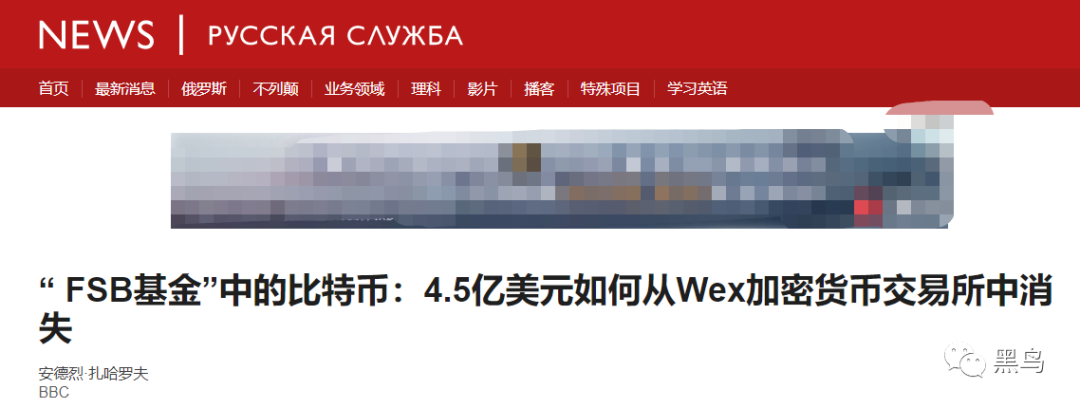 NEWS | РУССКАЯ СЛУЖБА
首页 最新消息 俄罗斯 不列颠 业务领域 理科 影片 播客 特殊项目 学习英语
“ FSB基金”中的比特币：4.5亿美元如何从Wex加密货币交易所中消
失
安德烈·扎哈罗夫
BBC
黑鸟